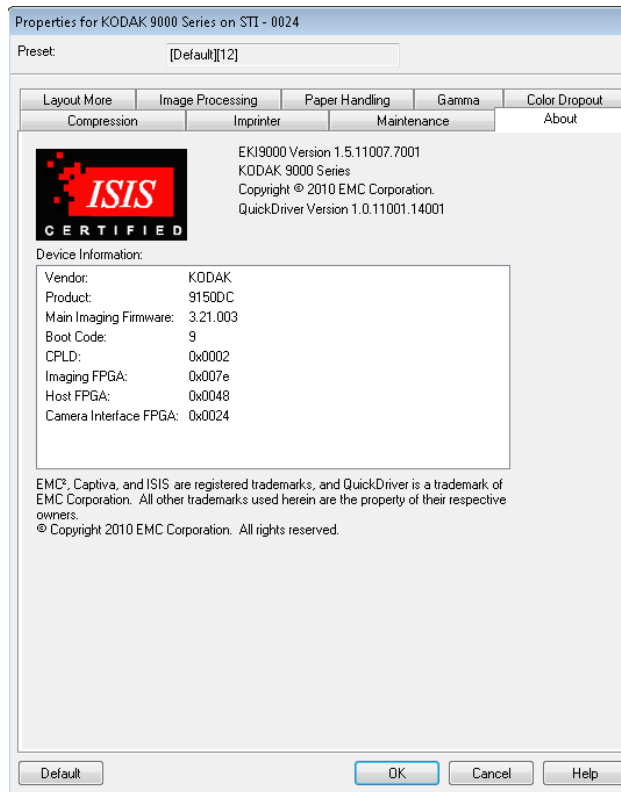 Properties for KODAK 9000 Series on STI - 0024
Preset: [Default][12]
Layout More Image Processing Paper Handling Gamma Color Dropout
Compression Imprinter Maintenance About
ISIS
CERTIFIED
EKI9000 Version 1.5.11007.7001
KODAK 9000 Series
Copyright © 2010 EMC Corporation.
QuickDriver Version 1.0.11001.14001
Device Information:
Vendor: KODAK
Product: 9150DC
Main Imaging Firmware: 3.21.003
Boot Code: 9
CPLD: 0x0002
Imaging FPGA: 0x007e
Host FPGA: 0x0048
Camera Interface FPGA: 0x0024
EMC², Captiva, and ISIS are registered trademarks, and QuickDriver is a trademark of
EMC Corporation. All other trademarks used herein are the property of their respective
owners.
© Copyright 2010 EMC Corporation. All rights reserved.
Default OK Cancel Help